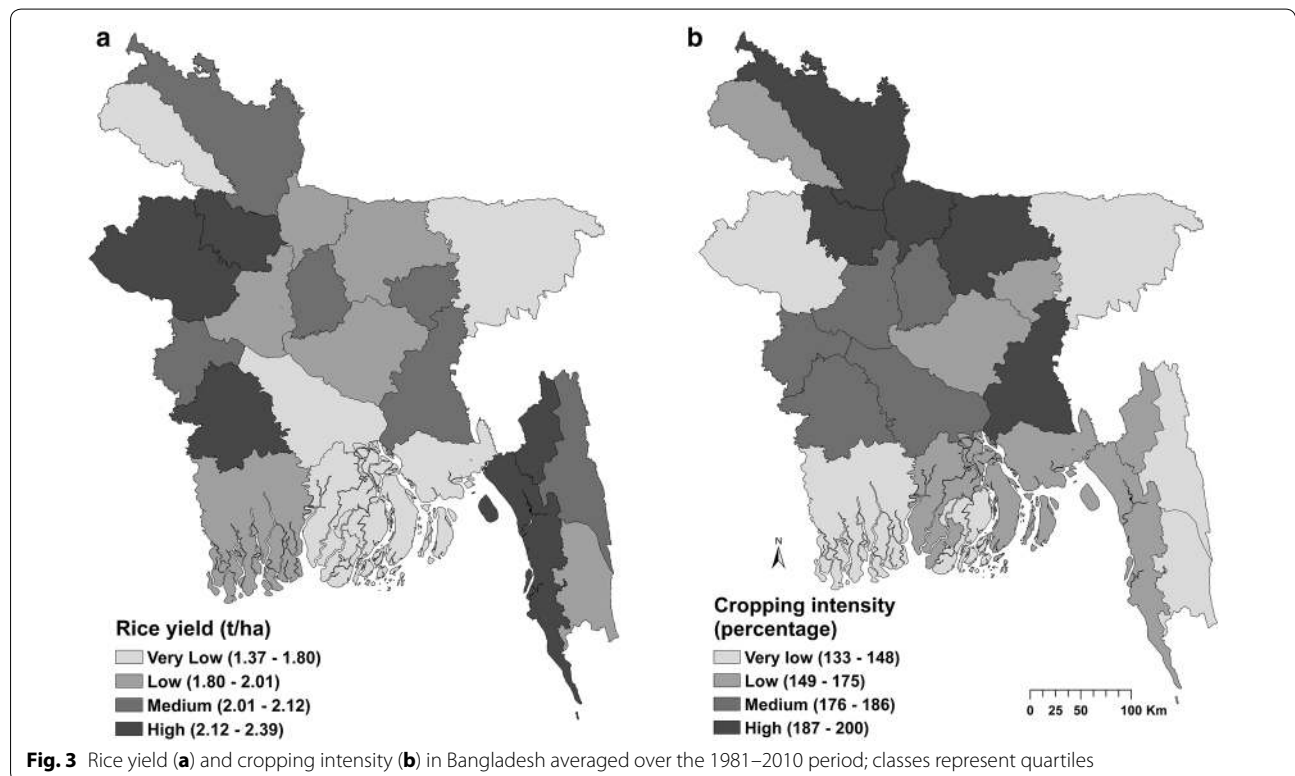 a
b
Rice yield (t/ha)
Very Low (1.37 - 1.80)
Low (1.80 - 2.01)
Medium (2.01 - 2.12)
High (2.12 - 2.39)
N
Cropping intensity
(percentage)
Very low (133 - 148)
Low (149 - 175)
Medium (176 - 186)
High (187 - 200)
0 25 50 100 Km
Fig. 3 Rice yield (a) and cropping intensity (b) in Bangladesh averaged over the 1981–2010 period; classes represent quartiles